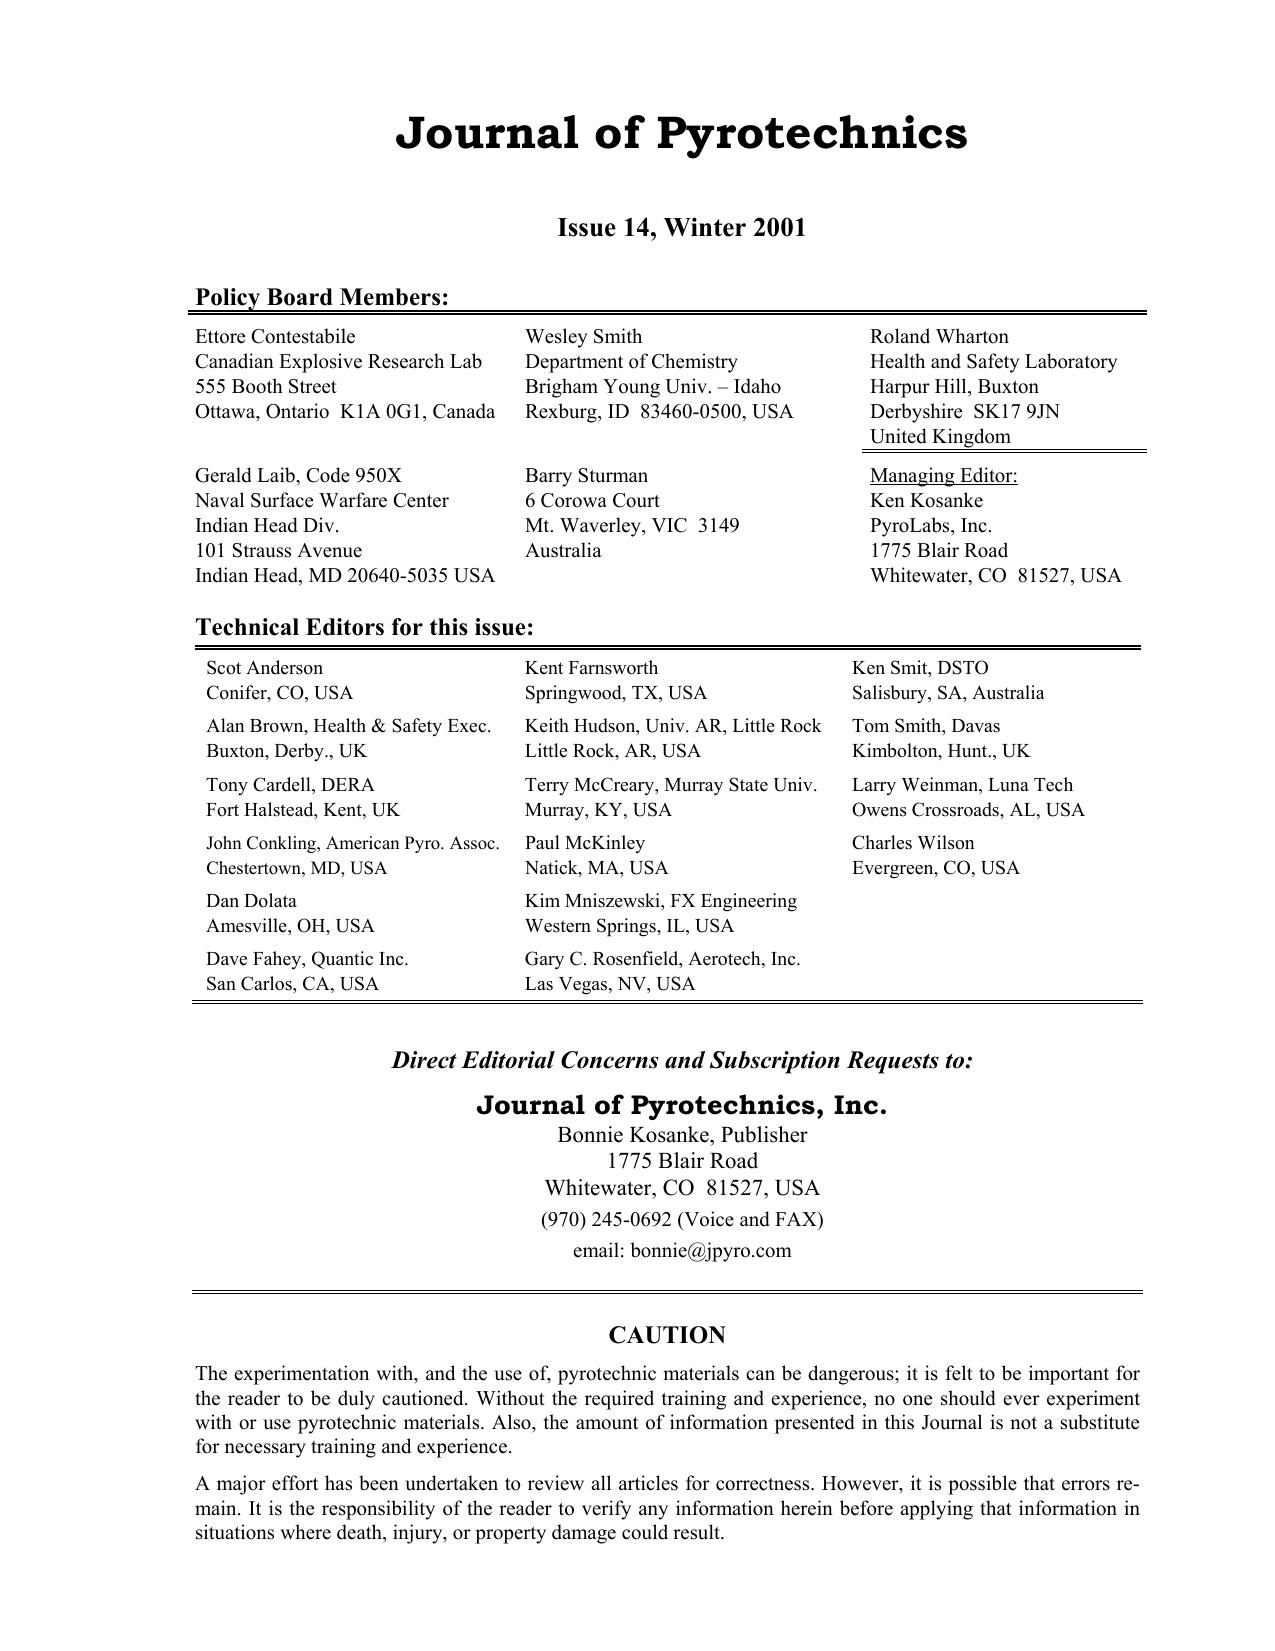 Journal of Pyrotechnics
Issue 14, Winter 2001
Policy Board Members:
Ettore Contestabile
Canadian Explosive Research Lab
555 Booth Street
Ottawa, Ontario K1A 0G1, Canada
Wesley Smith
Department of Chemistry
Brigham Young Univ. – Idaho
Rexburg, ID 83460-0500, USA
Roland Wharton
Health and Safety Laboratory
Harpur Hill, Buxton
Derbyshire SK17 9JN
United Kingdom
Gerald Laib, Code 950X
Naval Surface Warfare Center
Indian Head Div.
101 Strauss Avenue
Indian Head, MD 20640-5035 USA
Barry Sturman
6 Corowa Court
Mt. Waverley, VIC 3149
Australia
Managing Editor:
Ken Kosanke
PyroLabs, Inc.
1775 Blair Road
Whitewater, CO 81527, USA
Technical Editors for this issue:
Scot Anderson
Conifer, CO, USA
Alan Brown, Health & Safety Exec.
Buxton, Derby., UK
Tony Cardell, DERA
Fort Halstead, Kent, UK
John Conkling, American Pyro. Assoc.
Chestertown, MD, USA
Dan Dolata
Amesville, OH, USA
Dave Fahey, Quantic Inc.
San Carlos, CA, USA
Kent Farnsworth
Springwood, TX, USA
Keith Hudson, Univ. AR, Little Rock
Little Rock, AR, USA
Terry McCreary, Murray State Univ.
Murray, KY, USA
Paul McKinley
Natick, MA, USA
Kim Mniszewski, FX Engineering
Western Springs, IL, USA
Gary C. Rosenfield, Aerotech, Inc.
Las Vegas, NV, USA
Ken Smit, DSTO
Salisbury, SA, Australia
Tom Smith, Davas
Kimbolton, Hunt., UK
Larry Weinman, Luna Tech
Owens Crossroads, AL, USA
Charles Wilson
Evergreen, CO, USA
Direct Editorial Concerns and Subscription Requests to:
Journal of Pyrotechnics, Inc.
Bonnie Kosanke, Publisher
1775 Blair Road
Whitewater, CO 81527, USA
(970) 245-0692 (Voice and FAX)
email: bonnie@jpyro.com
CAUTION
The experimentation with, and the use of, pyrotechnic materials can be dangerous; it is felt to be important for
the reader to be duly cautioned. Without the required training and experience, no one should ever experiment
with or use pyrotechnic materials. Also, the amount of information presented in this Journal is not a substitute
for necessary training and experience.
A major effort has been undertaken to review all articles for correctness. However, it is possible that errors re-
main. It is the responsibility of the reader to verify any information herein before applying that information in
situations where death, injury, or property damage could result.